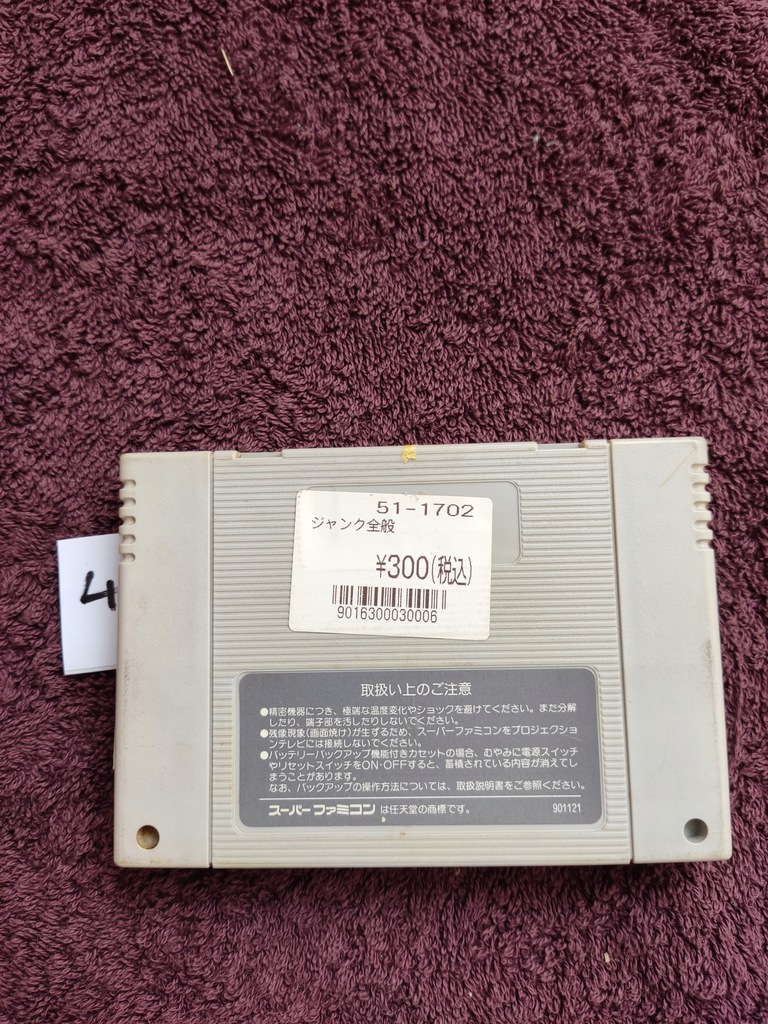 51-1702
ジャンク全般
¥300(税込)
9016300030006
4
取扱い上のご注意
●精密機器につき、極端な温度変化やショックを避けてください。また分解
したり、端子部を汚したりしないでください。
●残像現象(画面焼け)が生ずるため、スーパーファミコンをプロジェクショ
ンテレビには接続しないでください。
●バッテリーバックアップ機能付きカセットの場合、むやみに電源スイッチ
やリセットスイッチをON・OFFすると、蓄積されている内容が消えてし
まうことがあります。
なお、バックアップの操作方法については、取扱説明書をご参照ください。
スーパーファミコン は任天堂の商標です。 901121